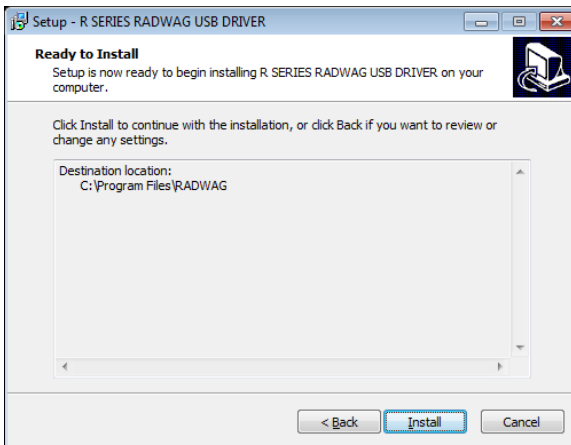 Setup - R SERIES RADWAG USB DRIVER
Ready to Install
Setup is now ready to begin installing R SERIES RADWAG USB DRIVER on your
computer.
Click Install to continue with the installation, or click Back if you want to review or
change any settings.
Destination location:
C:\Program Files\RADWAG
< Back
Install
Cancel